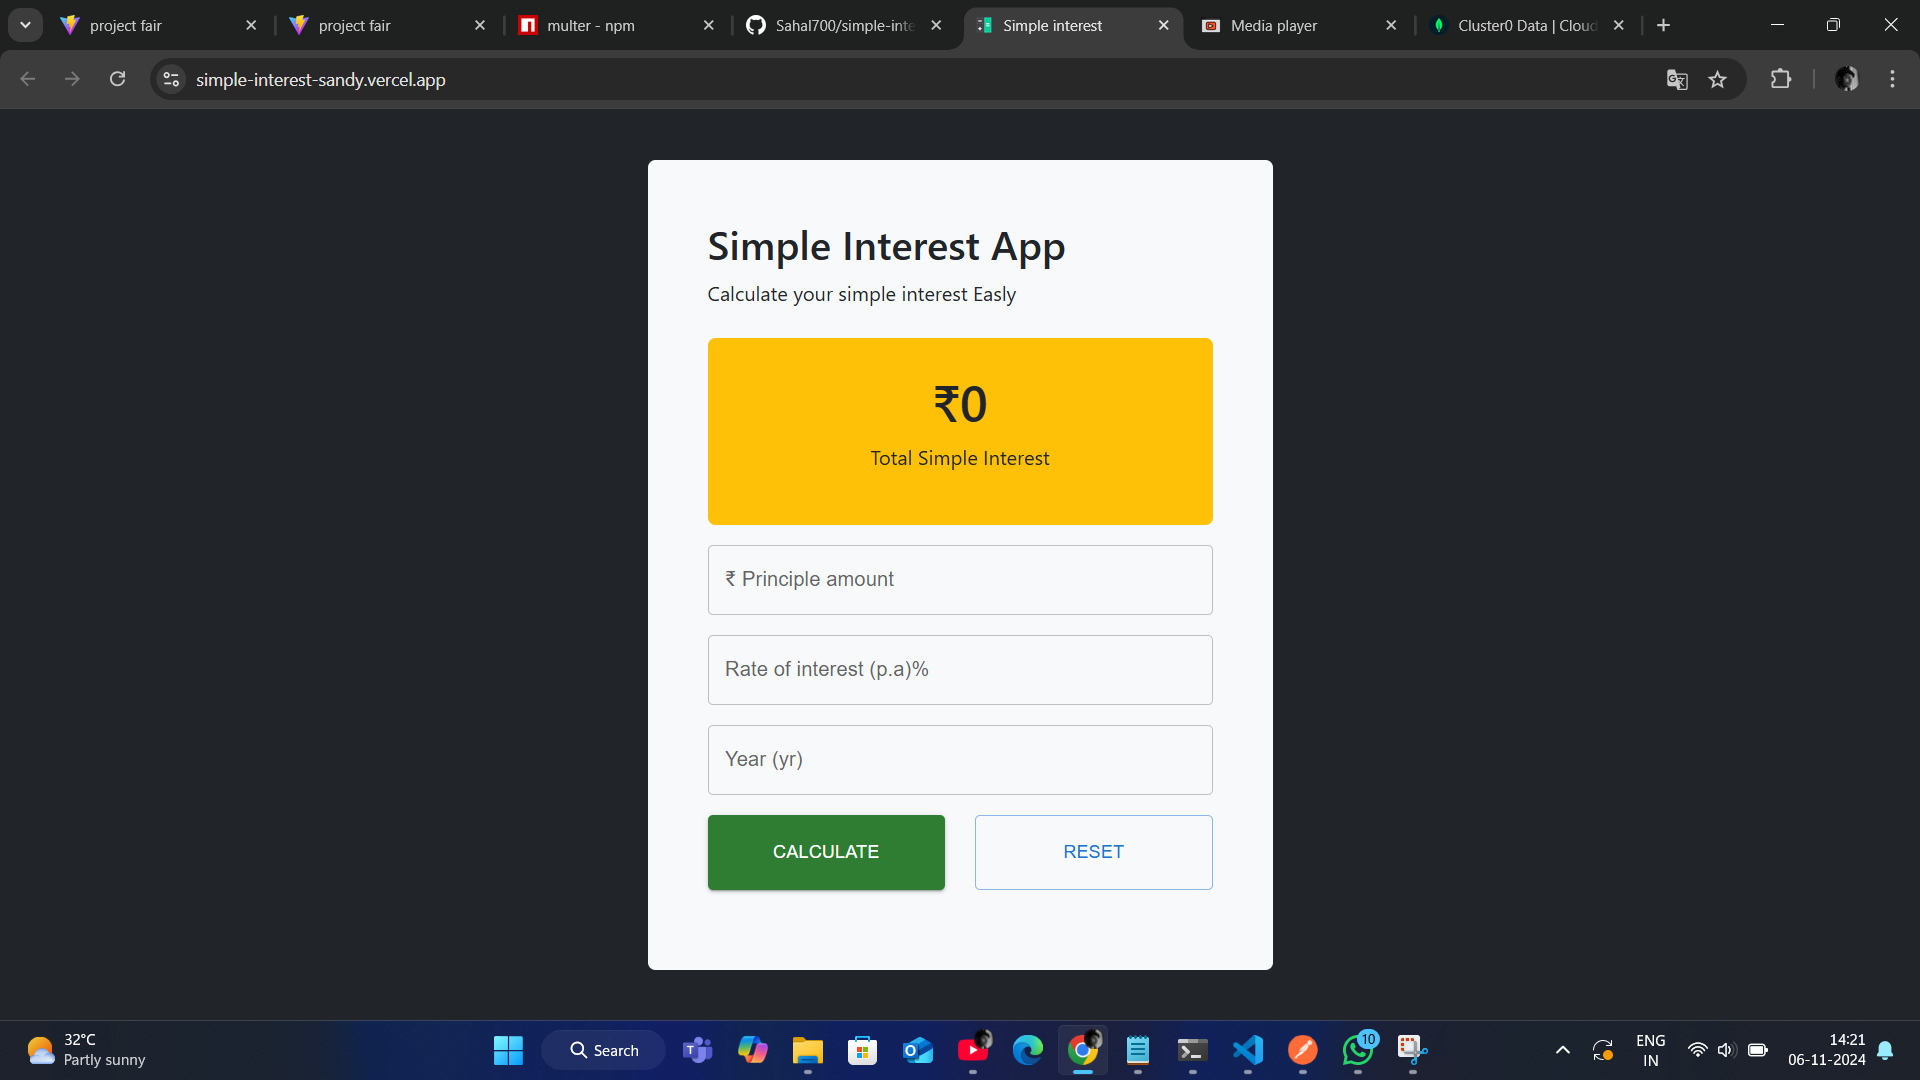 project fair
project fair
multer - npm
Sahal700/simple-inte
Simple interest
Media player
Cluster0 Data | Cloud
simple-interest-sandy.vercel.app
Simple Interest App
Calculate your simple interest Easly
₹0
Total Simple Interest
₹ Principle amount
Rate of interest (p.a)%
Year (yr)
CALCULATE
RESET
32°C
Partly sunny
Search
10
ENG
IN
14:21
06-11-2024